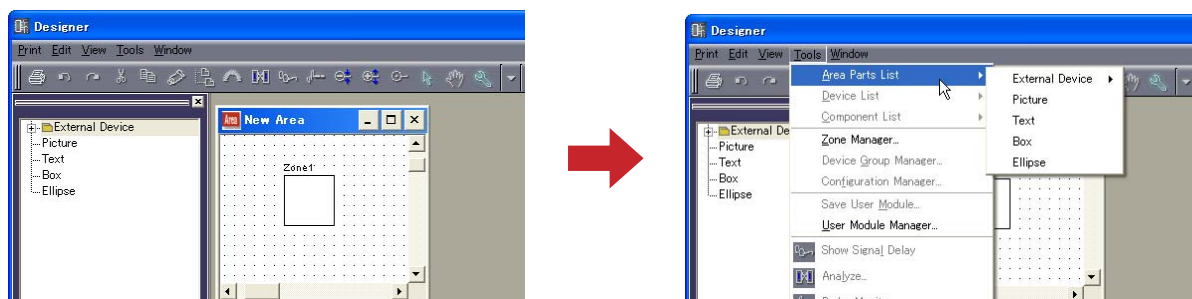 Designer
Print Edit View Tools Window
External Device
Picture
Text
Box
Ellipse
Area
New Area
Zone1
Designer
Print Edit View Tools Window
External De
Picture
Text
Box
Ellipse
Area Parts List
Device List
Component List
Zone Manager...
Device Group Manager...
Configuration Manager...
Save User Module...
User Module Manager...
Show Signal Delay
Analyze...
External Device
Picture
Text
Box
Ellipse